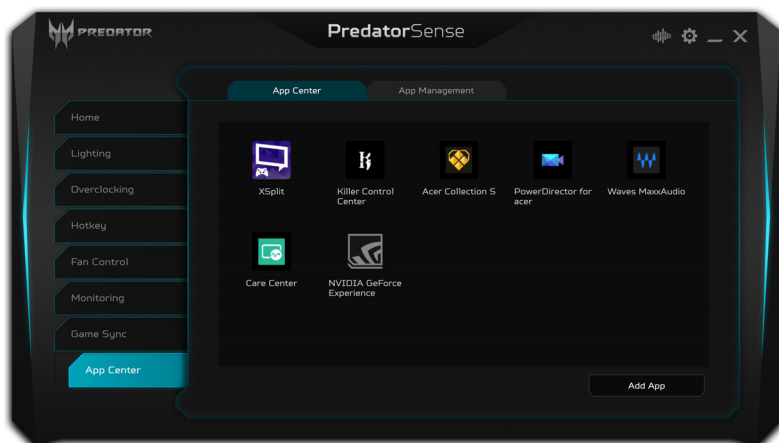 PREDATOR
PredatorSense
App Center
App Management
Home
Lighting
Overclocking
Hotkey
Fan Control
Monitoring
Game Sync
App Center
XSplit
Killer Control
Center
Acer Collection S
PowerDirector for
acer
Waves MaxxAudio
Care Center
NVIDIA GeForce
Experience
Add App